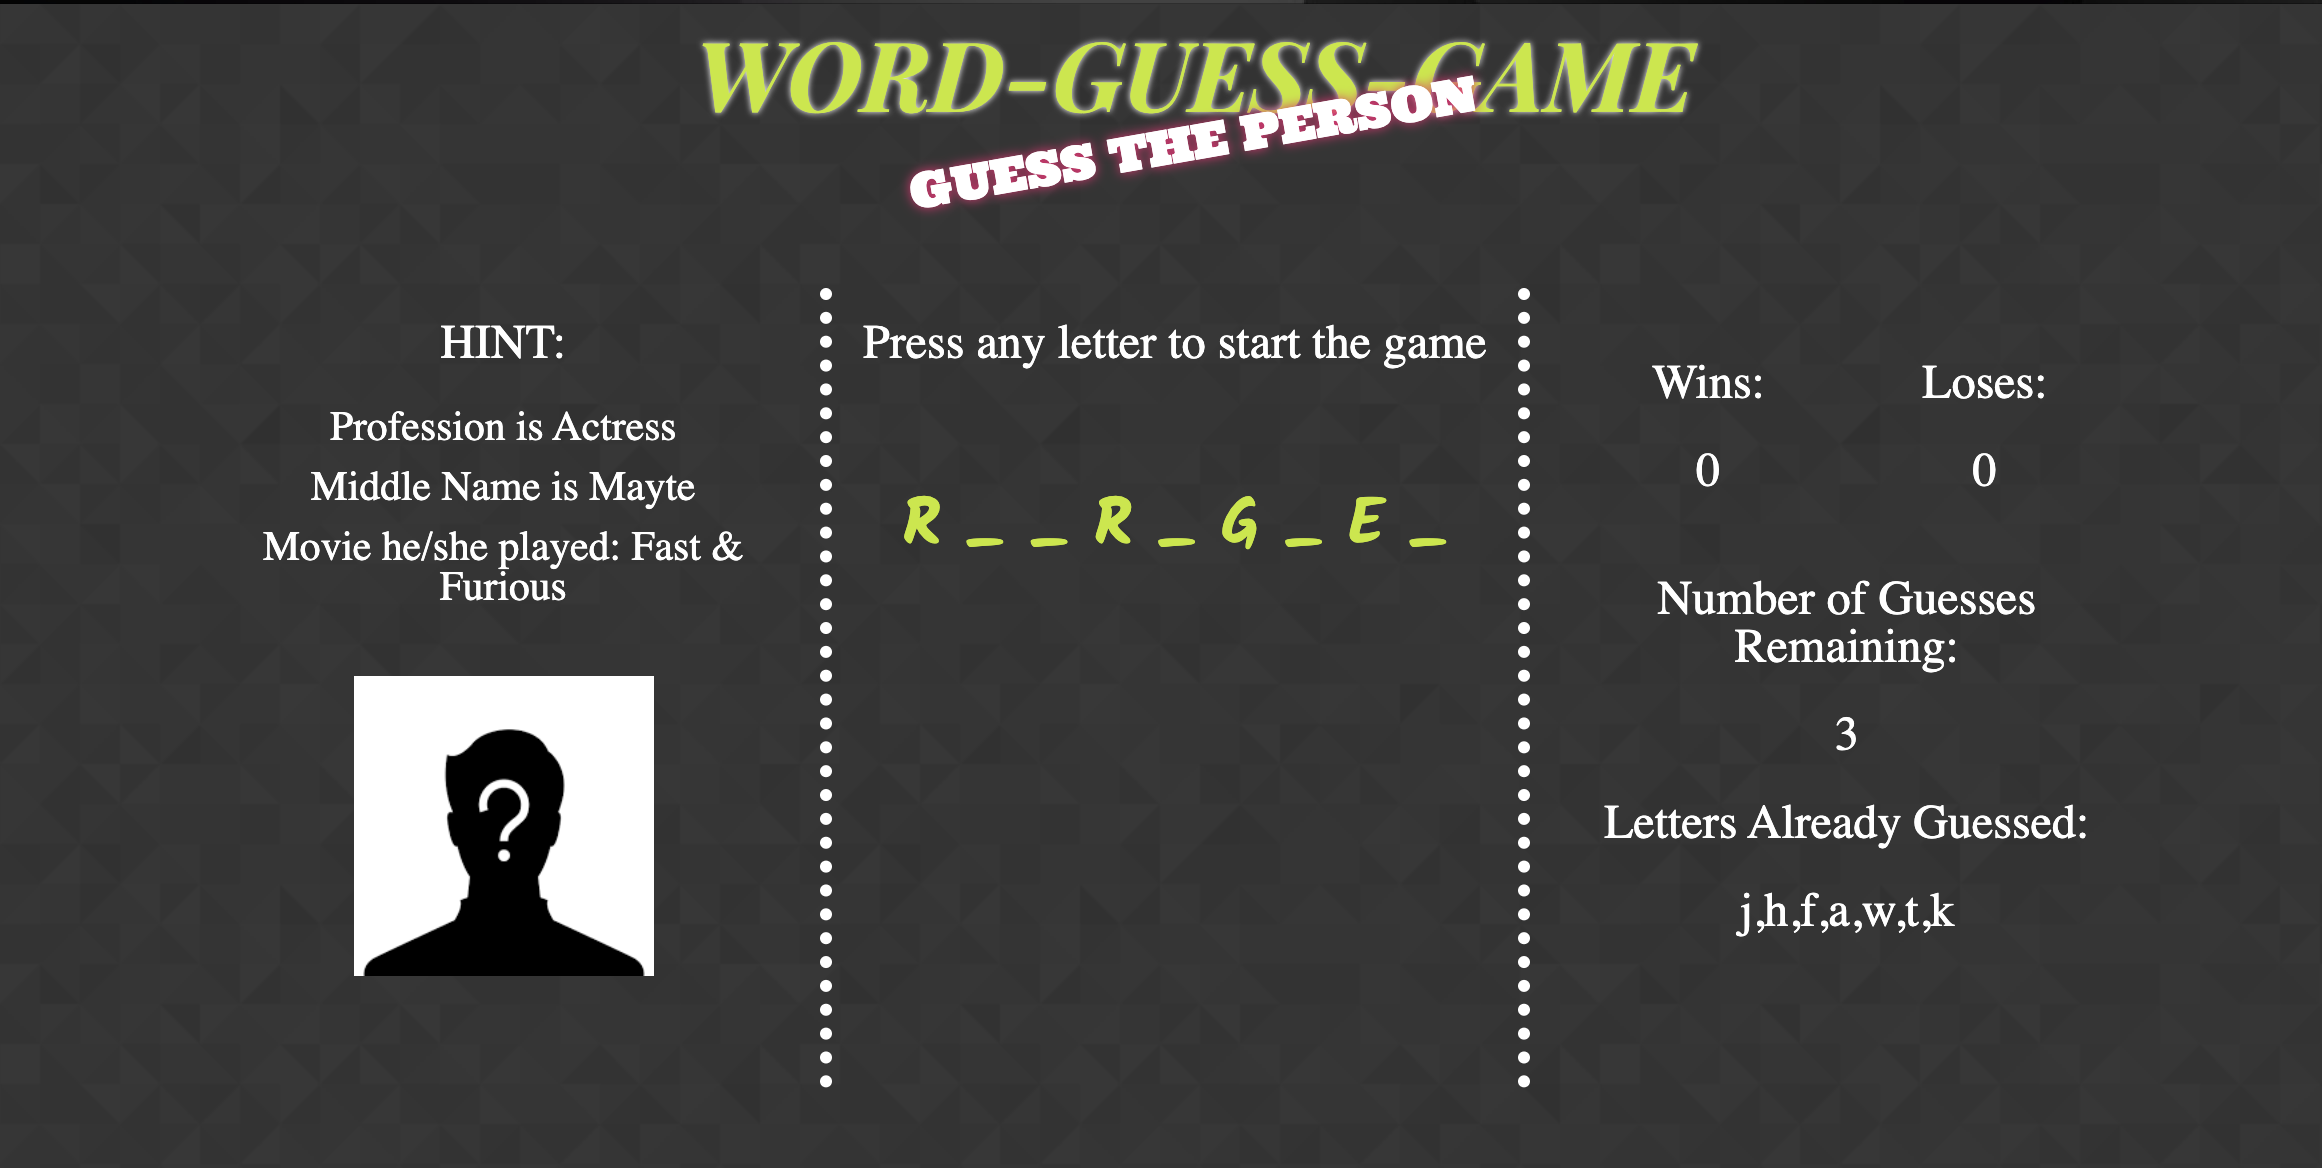 WORD-GUESS-GAME
GUESS THE PERSON
HINT:
Profession is Actress
Middle Name is Mayte
Movie he/she played: Fast &
Furious
?
Press any letter to start the game
R _ _ R _ G _ E _
Wins:
Loses:
0
0
Number of Guesses
Remaining:
3
Letters Already Guessed:
j,h,f,a,w,t,k